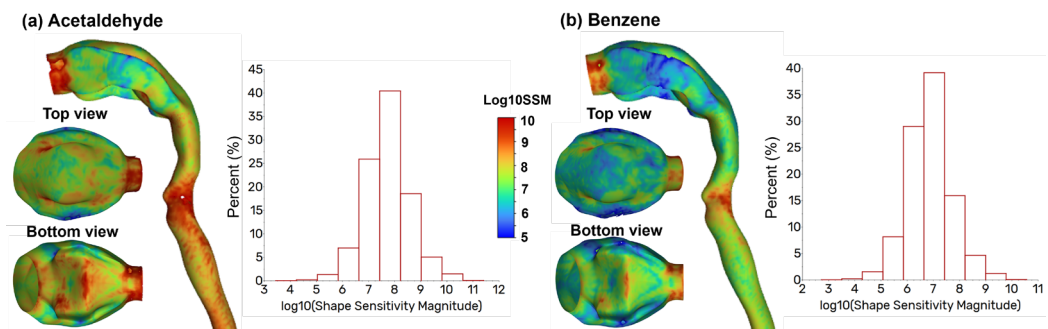 (a) Acetaldehyde
Top view
Bottom view
Percent (%)
45
40
35
30
25
20
15
10
5
0
3 4 5 6 7 8 9 10 11 12
log10(Shape Sensitivity Magnitude)
Log10SSM
10
9
8
7
6
5
(b) Benzene
Top view
Bottom view
Percent (%)
40
35
30
25
20
15
10
5
0
2 3 4 5 6 7 8 9 10 11
log10(Shape Sensitivity Magnitude)